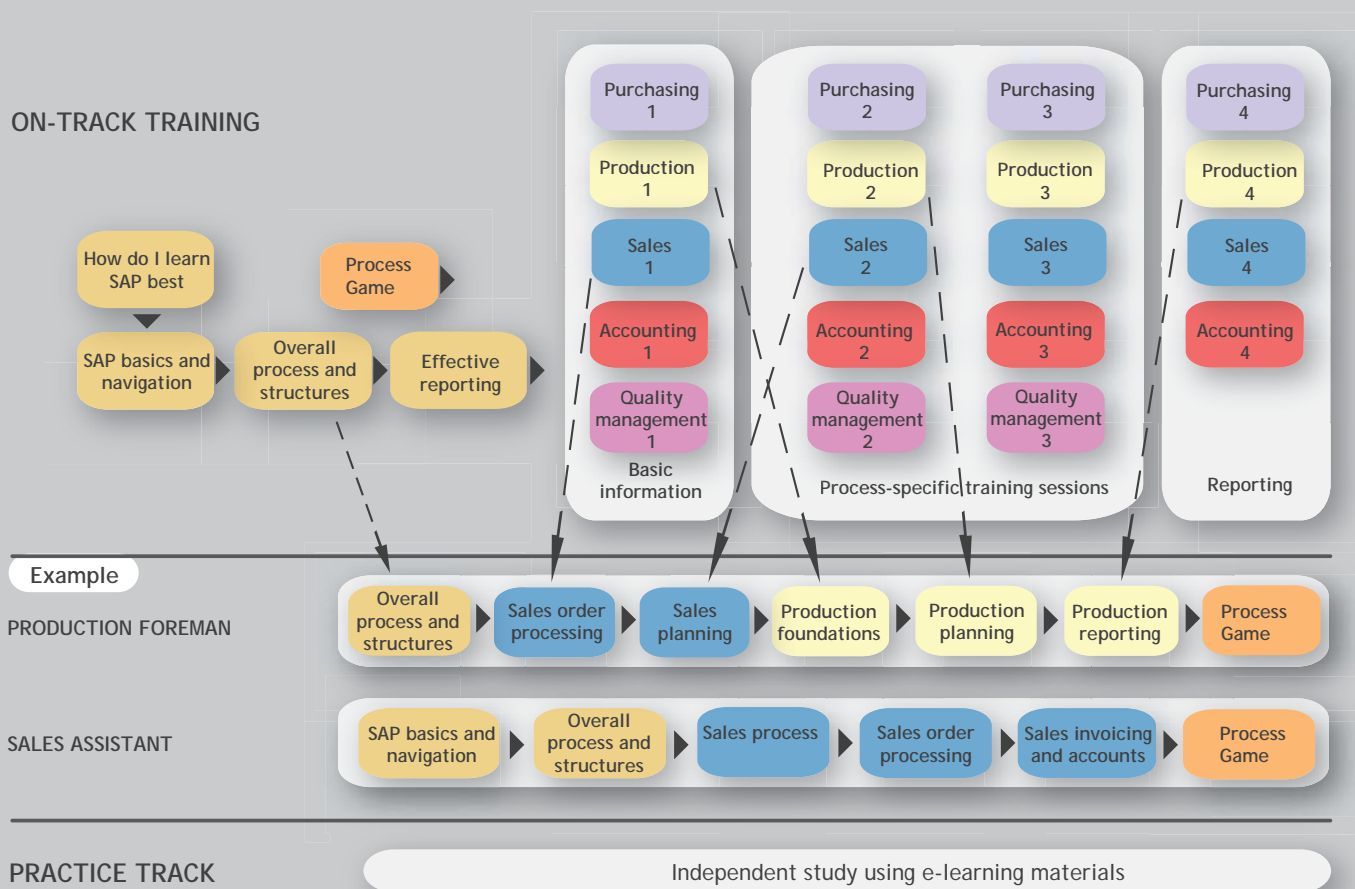 ON-TRACK TRAINING
How do I learn
SAP best
SAP basics and
navigation
Overall
process and
structures
Process
Game
Effective
reporting
Purchasing
1
Production
1
Sales
1
Accounting
1
Quality
management
1
Basic
information
Purchasing
2
Production
2
Sales
2
Accounting
2
Quality
management
2
Purchasing
3
Production
3
Sales
3
Accounting
3
Quality
management
3
Process-specific training sessions
Purchasing
4
Production
4
Sales
4
Accounting
4
Reporting
Example
PRODUCTION FOREMAN
Overall
process and
structures
Sales order
processing
Sales
planning
Production
foundations
Production
planning
Production
reporting
Process
Game
SALES ASSISTANT
SAP basics and
navigation
Overall
process and
structures
Sales process
Sales order
processing
Sales invoicing
and accounts
Process
Game
PRACTICE TRACK
Independent study using e-learning materials